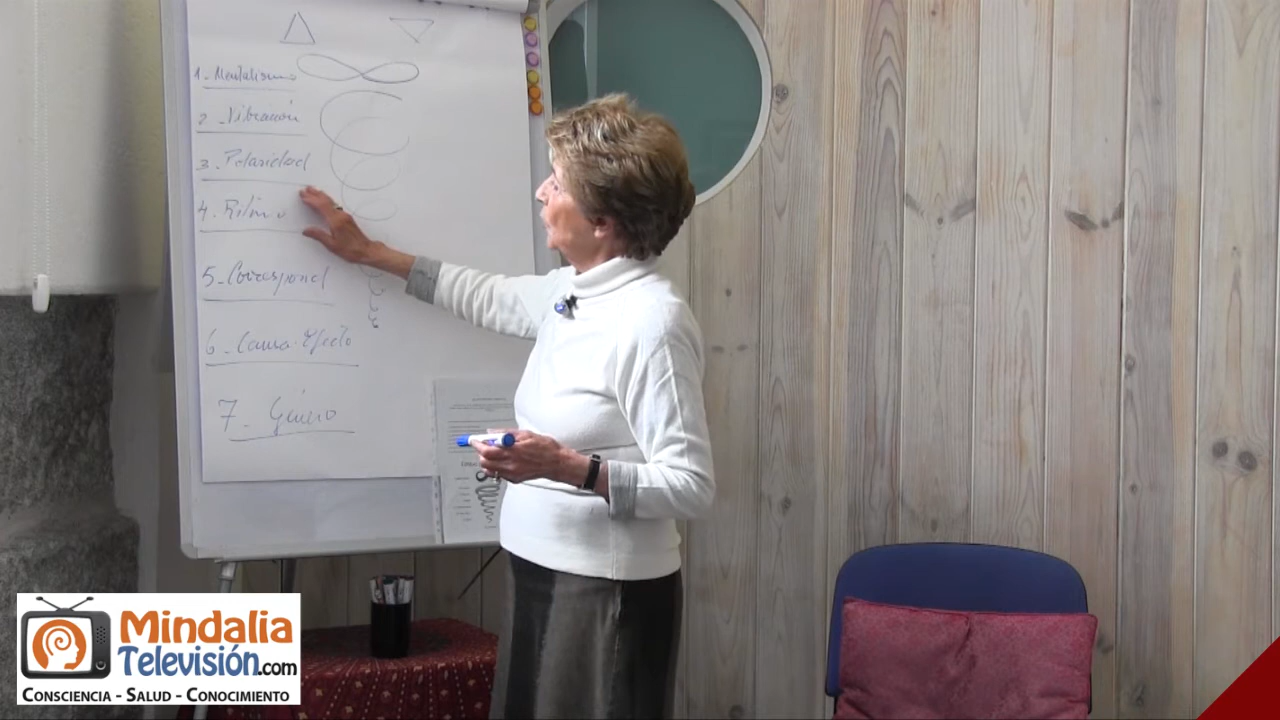 1. Mentalismo
2. Vibración
3. Polaridad
4. Ritmo
5. Correspond
6. Causa-Efecto
7. Género
Mindalia
Televisión.com
Consciencia - Salud - Conocimiento